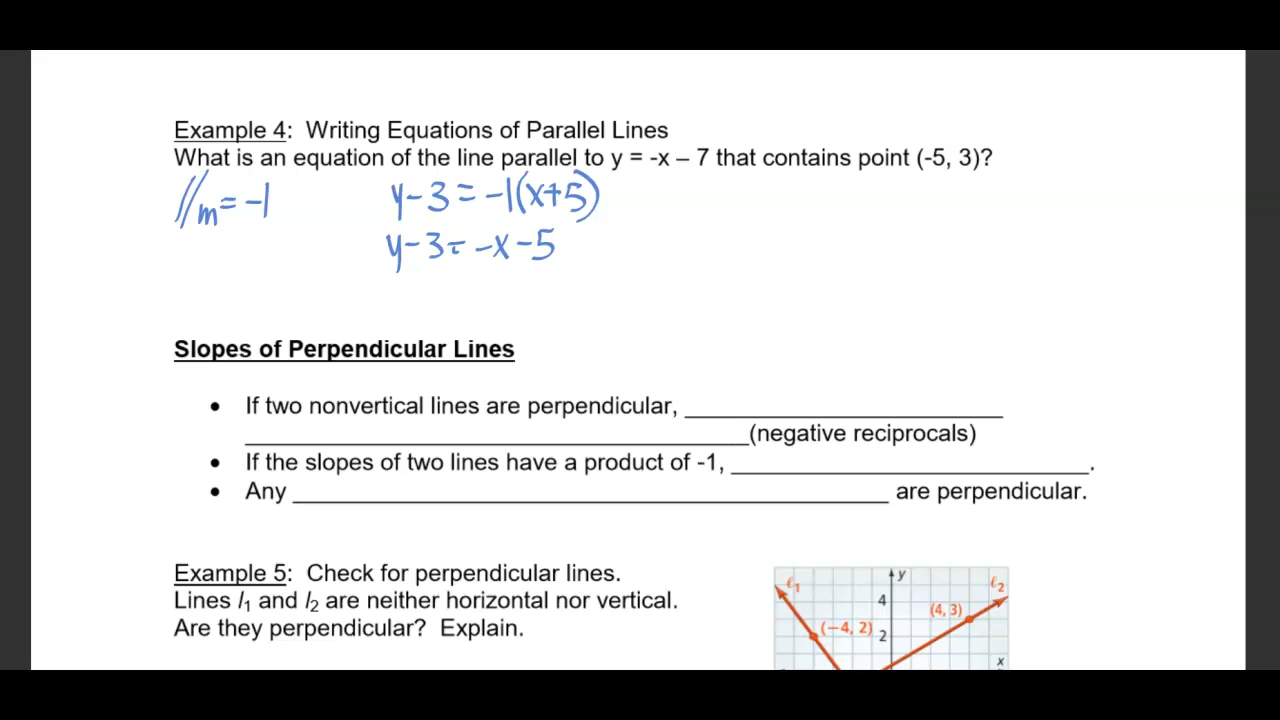 Example 4: Writing Equations of Parallel Lines
What is an equation of the line parallel to y = -x – 7 that contains point (-5, 3)?
// m = -1
y - 3 = -1(x+5)
y - 3 = -x - 5
Slopes of Perpendicular Lines
• If two nonvertical lines are perpendicular, ____________________
____________________(negative reciprocals)
• If the slopes of two lines have a product of -1, ____________________.
• Any ____________________ are perpendicular.
Example 5: Check for perpendicular lines.
Lines l1 and l2 are neither horizontal nor vertical.
Are they perpendicular? Explain.
ℓ1
y
ℓ2
4
(4, 3)
(−4, 2)
2
x